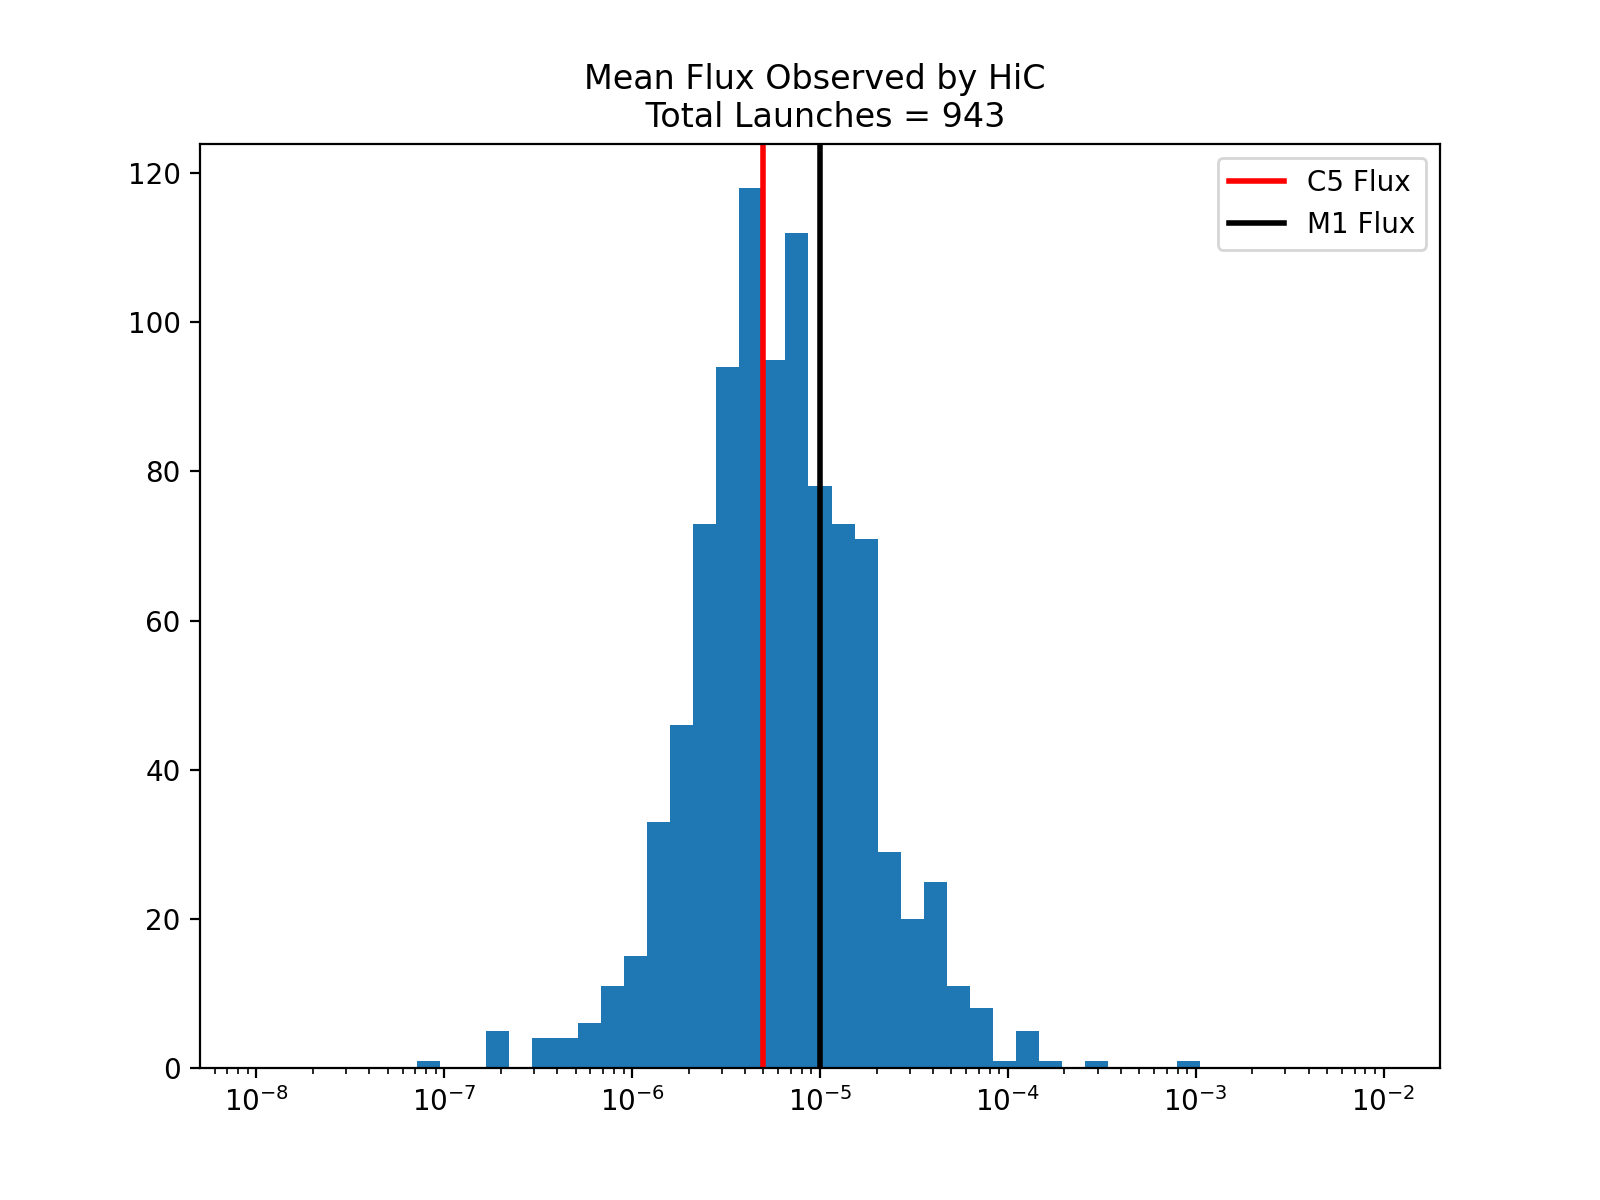 Mean Flux Observed by HiC
Total Launches = 943
C5 Flux
M1 Flux
120
100
80
60
40
20
0
10⁻⁸ 10⁻⁷ 10⁻⁶ 10⁻⁵ 10⁻⁴ 10⁻³ 10⁻²